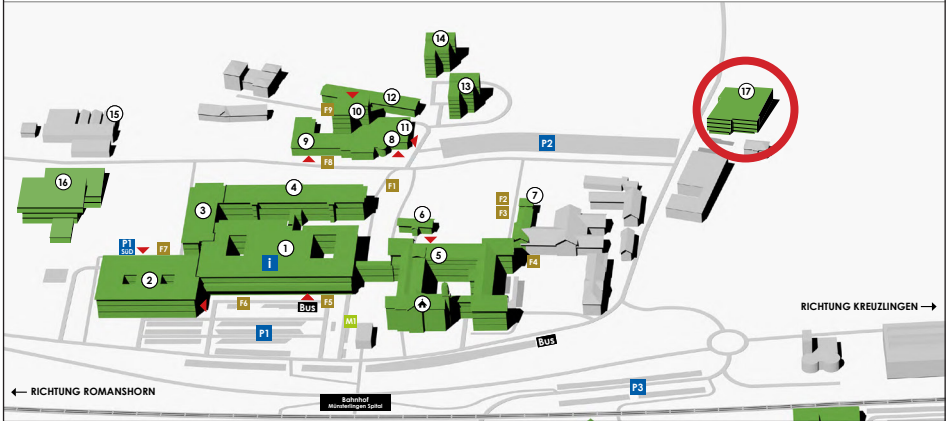 14
17
13
12
F9
10
15
11
9
8
P2
F8
16
4
F1
7
F2
3
F3
6
P1
SÜD
F7
1
5
i
F4
2
F6
F5
Bus
RICHTUNG KREUZLINGEN
M1
P1
Bus
P3
RICHTUNG ROMANSHORN
Bahnhof
Münsterlingen Spital